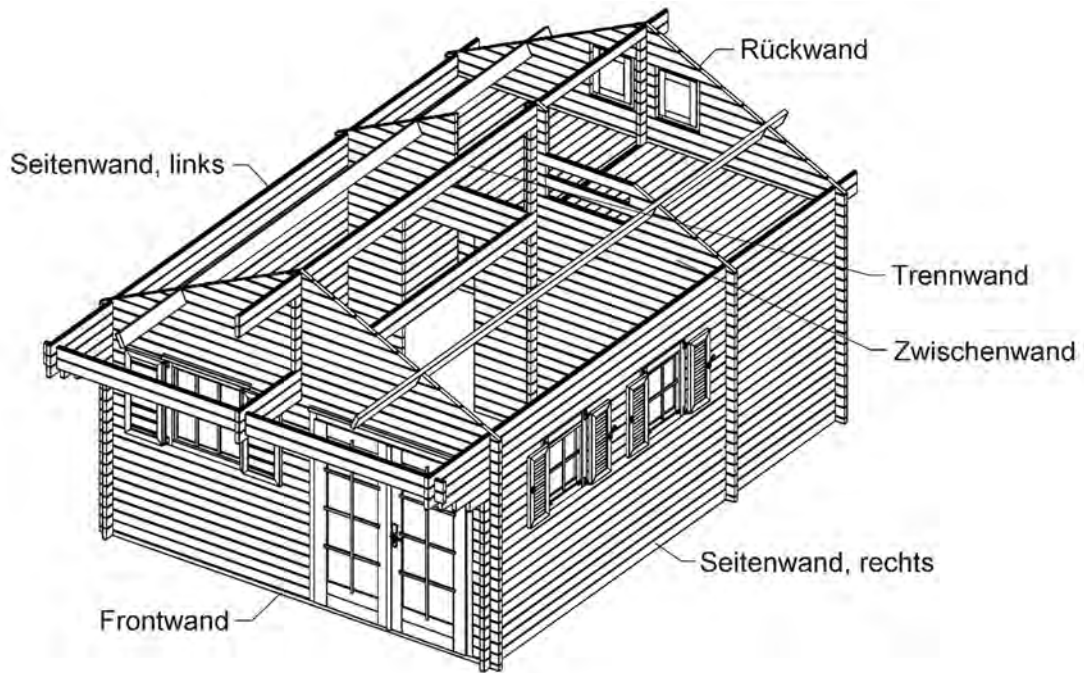 Rückwand
Seitenwand, links
Trennwand
Zwischenwand
Seitenwand, rechts
Frontwand